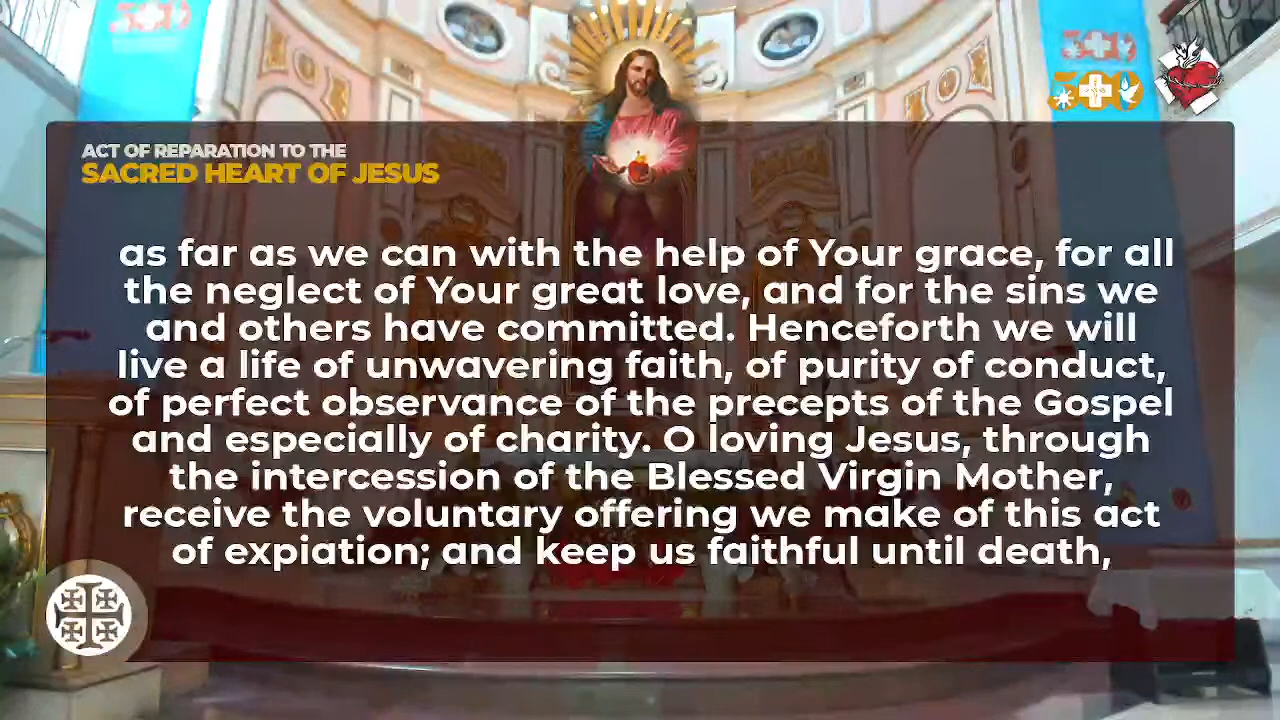 500
500
500
ACT OF REPARATION TO THE
SACRED HEART OF JESUS
as far as we can with the help of Your grace, for all
the neglect of Your great love, and for the sins we
and others have committed. Henceforth we will
live a life of unwavering faith, of purity of conduct,
of perfect observance of the precepts of the Gospel
and especially of charity. O loving Jesus, through
the intercession of the Blessed Virgin Mother,
receive the voluntary offering we make of this act
of expiation; and keep us faithful until death,